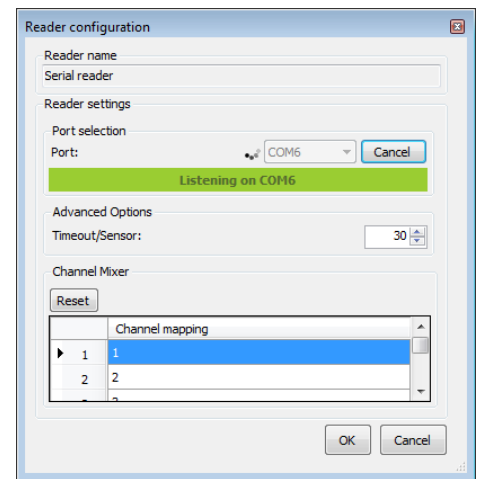 Reader configuration
Reader name
Serial reader
Reader settings
Port selection
Port: COM6 Cancel
Listening on COM6
Advanced Options
Timeout/Sensor: 30
Channel Mixer
Reset
Channel mapping
1 1
2 2
OK Cancel